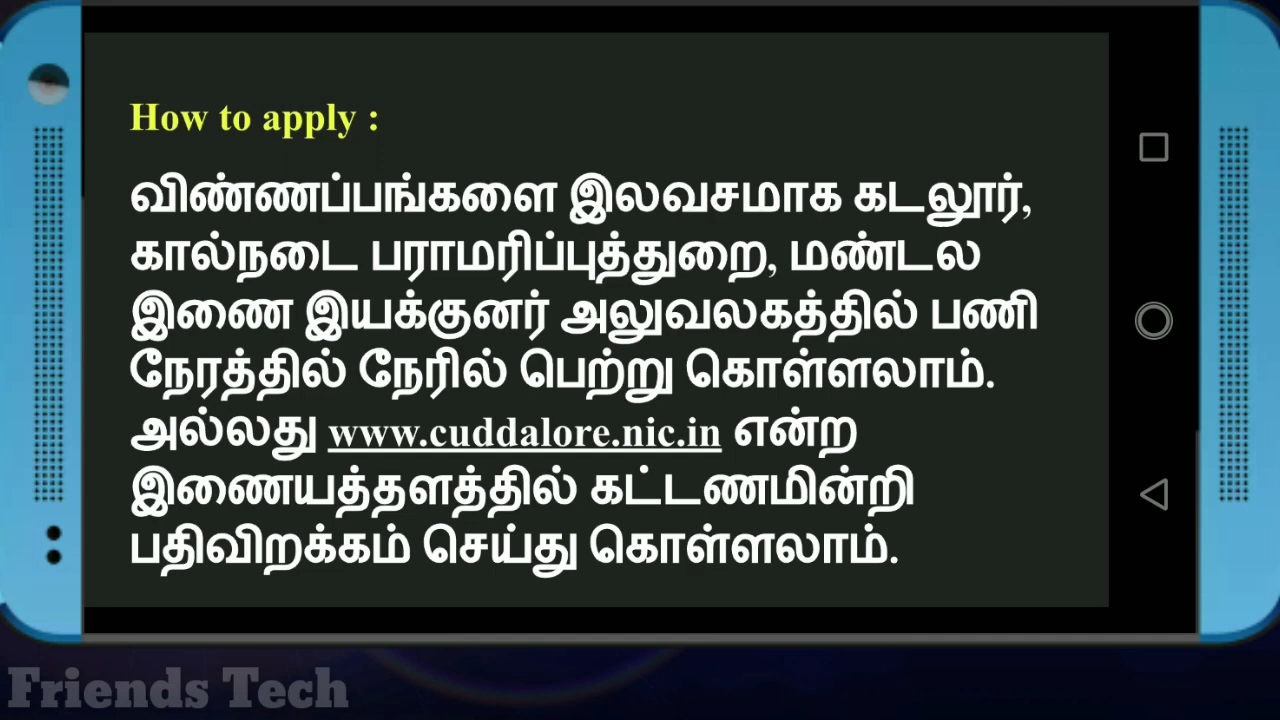 How to apply :
விண்ணப்பங்களை இலவசமாக கடலூர்,
கால்நடை பராமரிப்புத்துறை, மண்டல
இணை இயக்குனர் அலுவலகத்தில் பணி
நேரத்தில் நேரில் பெற்று கொள்ளலாம்.
அல்லது www.cuddalore.nic.in என்ற
இணையத்தளத்தில் கட்டணமின்றி
பதிவிறக்கம் செய்து கொள்ளலாம்.
Friends Tech